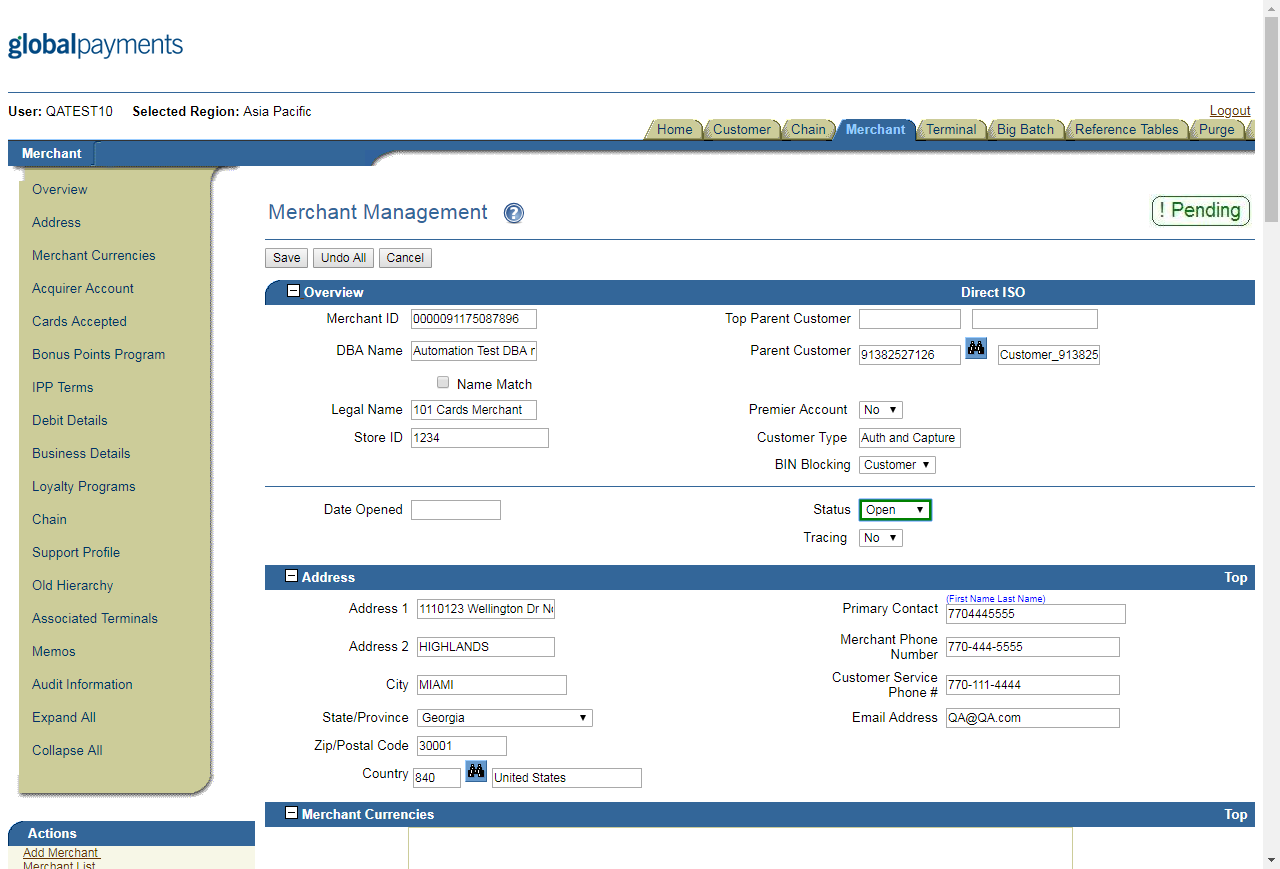 globalpayments
User: QATEST10 Selected Region: Asia Pacific
Logout
Home Customer Chain Merchant Terminal Big Batch Reference Tables Purge
Merchant
Overview
Address
Merchant Currencies
Acquirer Account
Cards Accepted
Bonus Points Program
IPP Terms
Debit Details
Business Details
Loyalty Programs
Chain
Support Profile
Old Hierarchy
Associated Terminals
Memos
Audit Information
Expand All
Collapse All
Actions
Add Merchant
Merchant List
Merchant Management ?
! Pending
Save Undo All Cancel
Overview Direct ISO
Merchant ID 0000091175087896 Top Parent Customer
DBA Name Automation Test DBA Parent Customer 91382527126 Customer_913825
Name Match
Legal Name 101 Cards Merchant Premier Account No
Store ID 1234 Customer Type Auth and Capture
BIN Blocking Customer
Date Opened Status Open
Tracing No
Address Top
(First Name Last Name)
Address 1 1110123 Wellington Dr Primary Contact 7704445555
Address 2 HIGHLANDS Merchant Phone Number 770-444-5555
City MIAMI Customer Service Phone # 770-111-4444
State/Province Georgia Email Address QA@QA.com
Zip/Postal Code 30001
Country 840 United States
Merchant Currencies Top